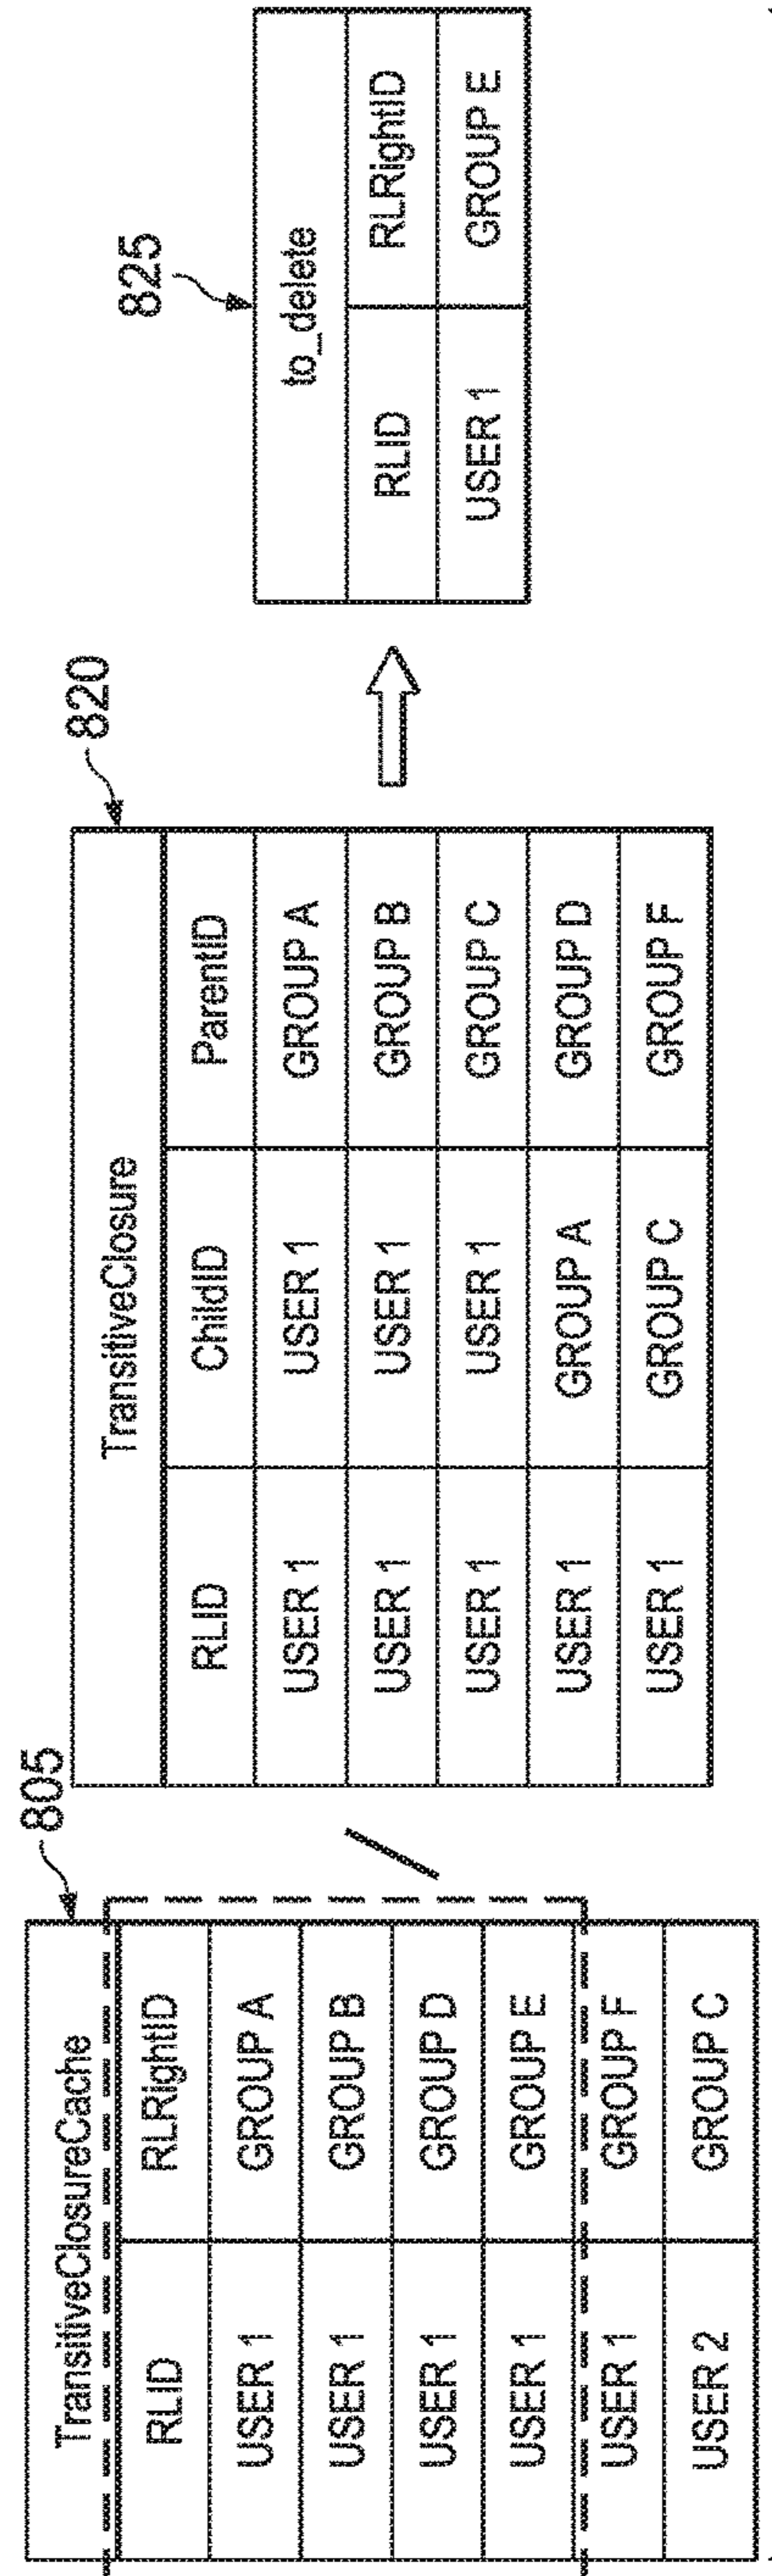 805
TransitiveClosureCache
RLID RLRightID
USER 1 GROUP A
USER 1 GROUP B
USER 1 GROUP D
USER 1 GROUP E
USER 1 GROUP F
USER 2 GROUP C
820
TransitiveClosure
RLID ChildID ParentID
USER 1 USER 1 GROUP A
USER 1 USER 1 GROUP B
USER 1 USER 1 GROUP C
USER 1 GROUP A GROUP D
USER 1 GROUP C GROUP F
825
to_delete
RLID RLRightID
USER 1 GROUP E